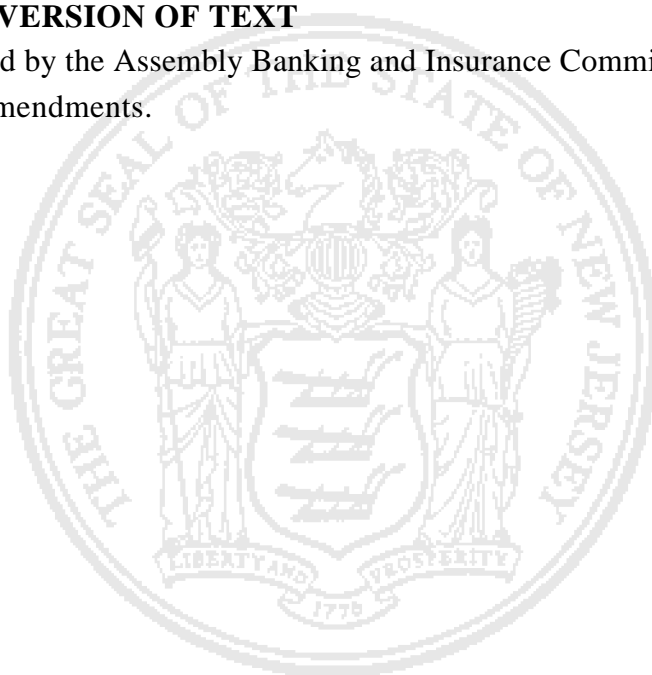 VERSION OF TEXT
d by the Assembly Banking and Insurance Commi
mendments.
THE GREAT SEAL OF THE STATE OF NEW JERSEY
LIBERTY AND PROSPERITY
1776